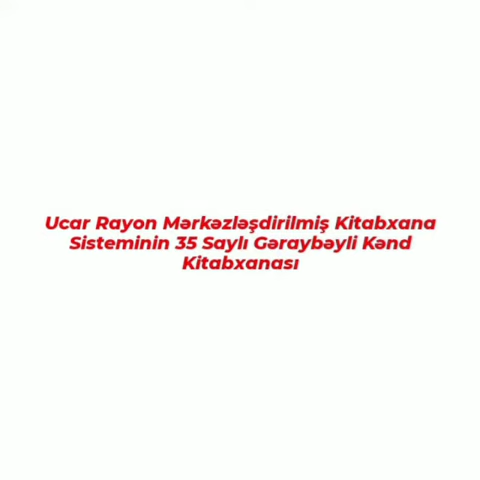 Ucar Rayon Mərkəzləşdirilmiş Kitabxana
Sisteminin 35 Saylı Gəraybəyli Kənd
Kitabxanası